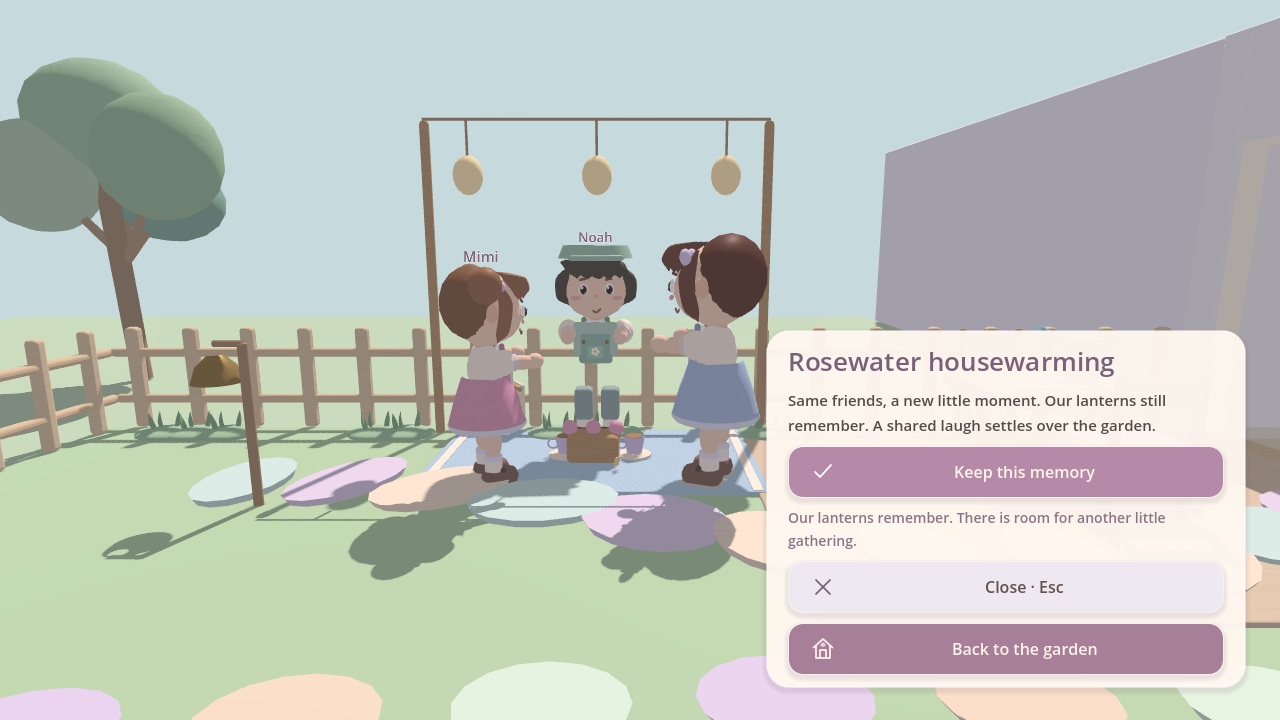 Noah
Mimi
Rosewater housewarming
Same friends, a new little moment. Our lanterns still
remember. A shared laugh settles over the garden.
Keep this memory
Our lanterns remember. There is room for another little
gathering.
Close · Esc
Back to the garden